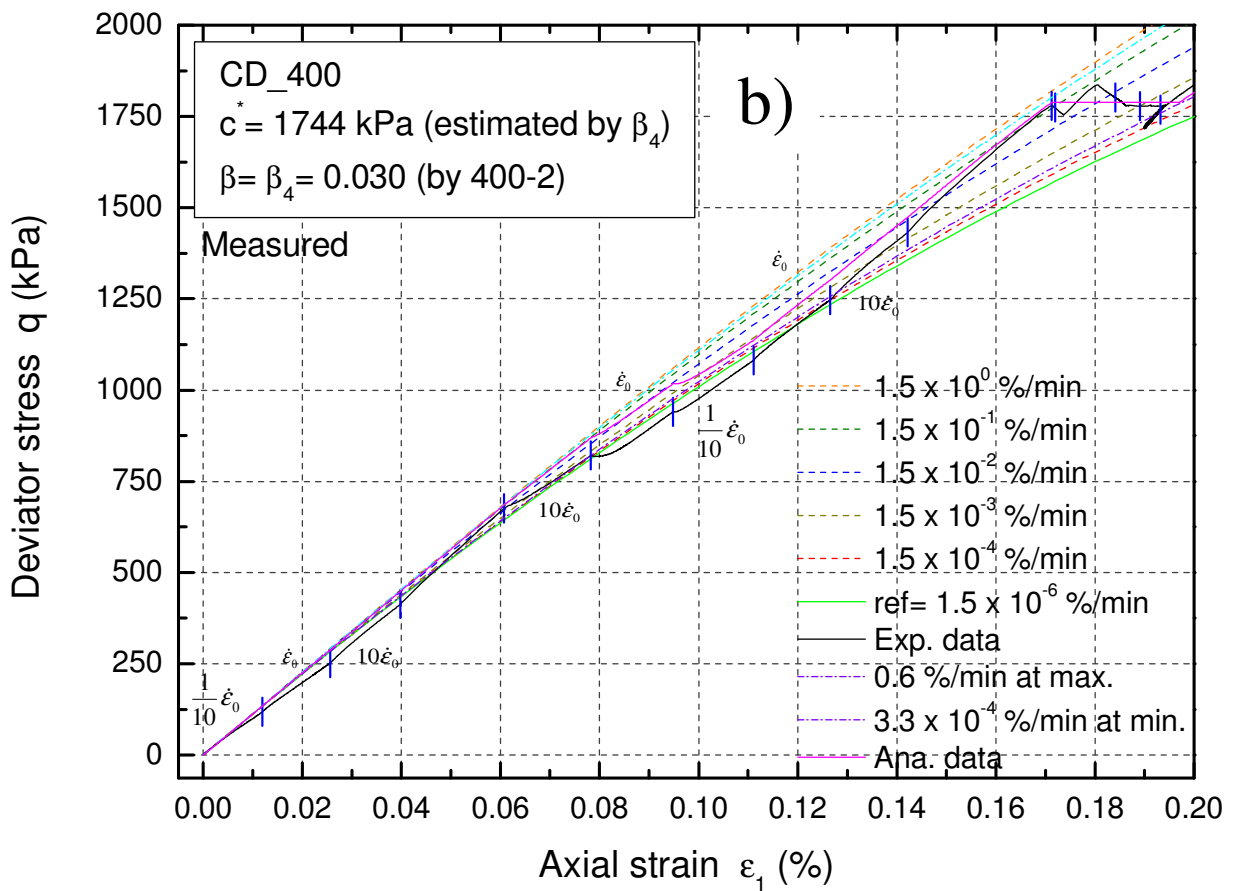 2000
1750
1500
1250
1000
750
500
250
0
Deviator stress q (kPa)
CD_400
c* = 1744 kPa (estimated by β₄)
β= β₄= 0.030 (by 400-2)
b)
Measured
ε̇₀
10ε̇₀
ε̇₀
1/10 ε̇₀
10ε̇₀
ε̇₀
10ε̇₀
1/10 ε̇₀
1.5 x 10⁰ %/min
1.5 x 10⁻¹ %/min
1.5 x 10⁻² %/min
1.5 x 10⁻³ %/min
1.5 x 10⁻⁴ %/min
ref= 1.5 x 10⁻⁶ %/min
Exp. data
0.6 %/min at max.
3.3 x 10⁻⁴ %/min at min.
Ana. data
0.00 0.02 0.04 0.06 0.08 0.10 0.12 0.14 0.16 0.18 0.20
Axial strain ε₁ (%)